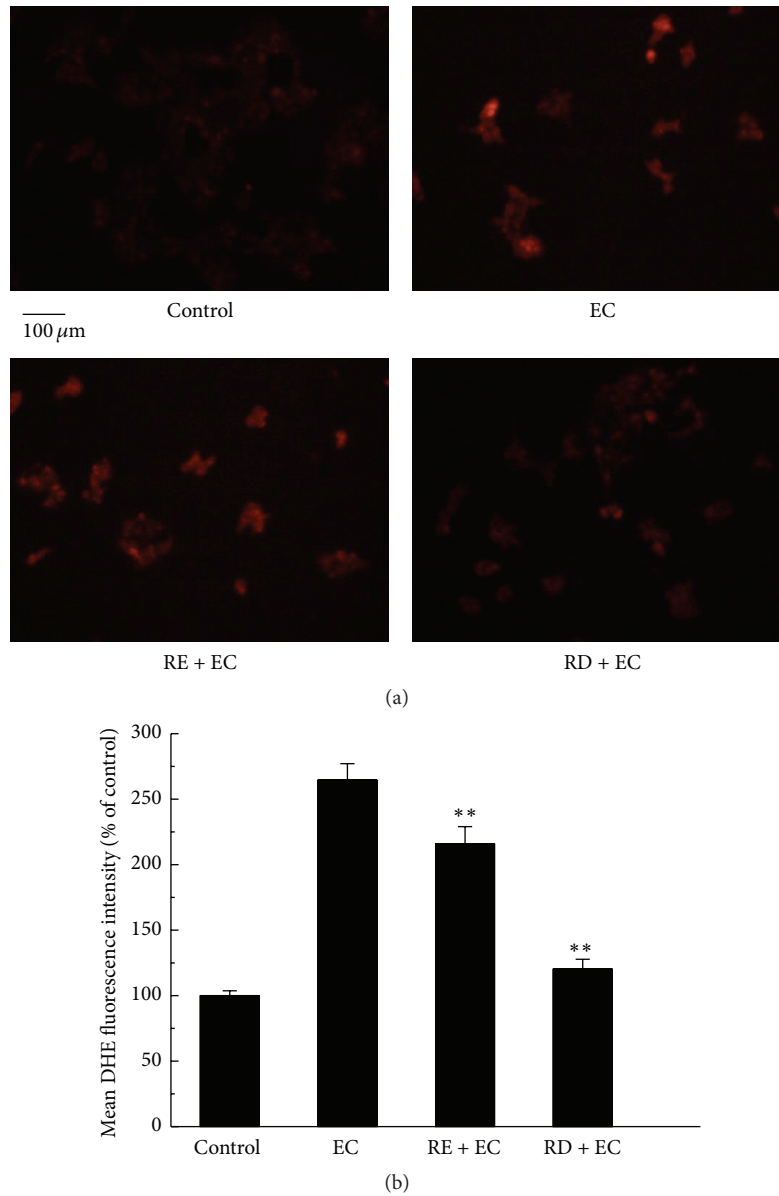 Control
EC
100 μm
RE + EC
RD + EC
(a)
Mean DHE fluorescence intensity (% of control)
300
250
200
150
100
50
0
**
**
Control
EC
RE + EC
RD + EC
(b)